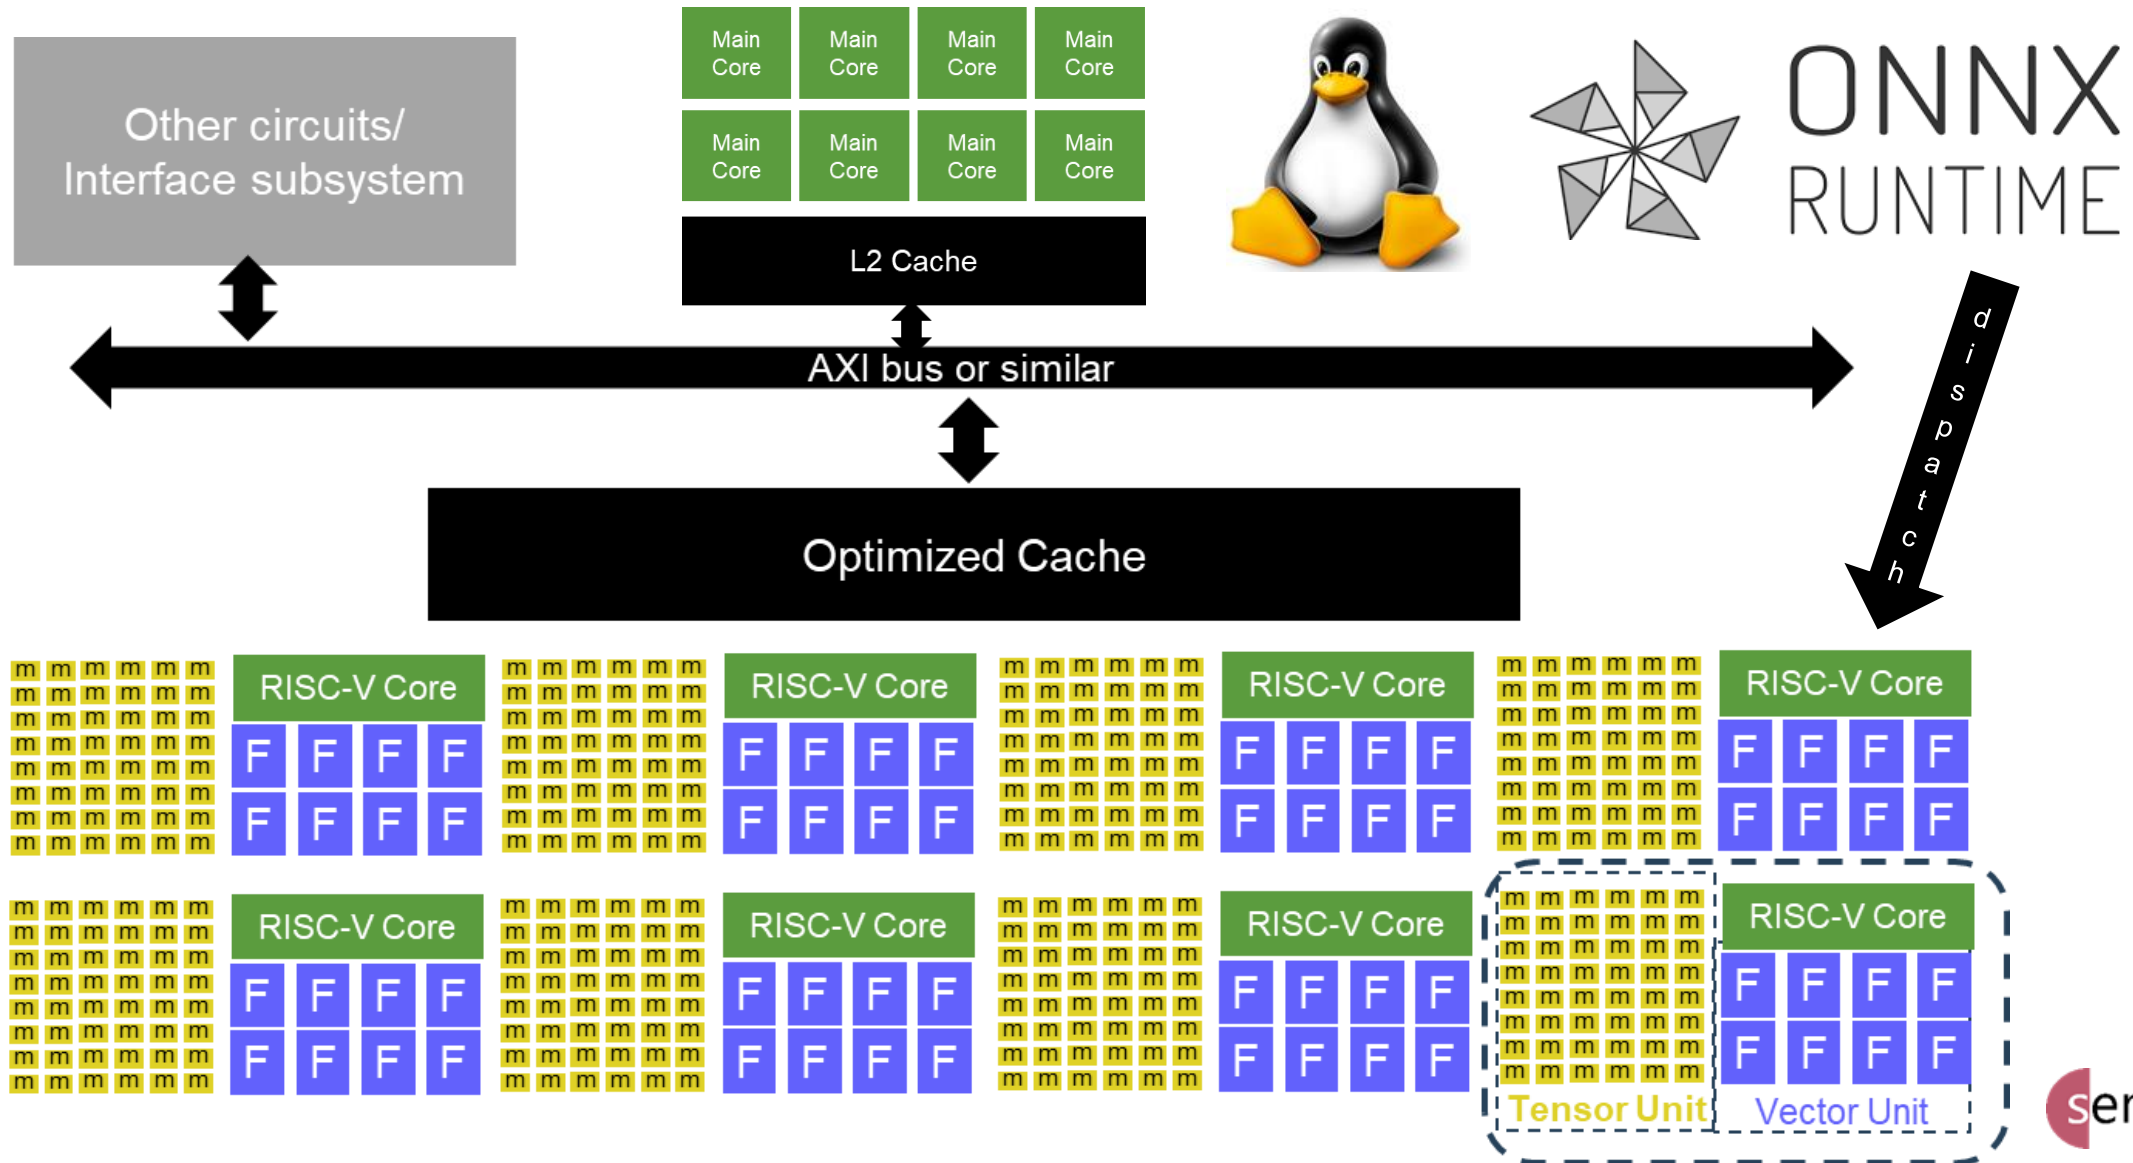 Other circuits/
Interface subsystem
Main Core
Main Core
Main Core
Main Core
Main Core
Main Core
Main Core
Main Core
L2 Cache
ONNX
RUNTIME
AXI bus or similar
dispatch
Optimized Cache
m m m m m m
m m m m m m
m m m m m m
m m m m m m
m m m m m m
m m m m m m
m m m m m m
m m m m m m
RISC-V Core
F F F F
F F F F
m m m m m m
m m m m m m
m m m m m m
m m m m m m
m m m m m m
m m m m m m
m m m m m m
m m m m m m
RISC-V Core
F F F F
F F F F
m m m m m m
m m m m m m
m m m m m m
m m m m m m
m m m m m m
m m m m m m
m m m m m m
m m m m m m
RISC-V Core
F F F F
F F F F
m m m m m m
m m m m m m
m m m m m m
m m m m m m
m m m m m m
m m m m m m
m m m m m m
m m m m m m
RISC-V Core
F F F F
F F F F
m m m m m m
m m m m m m
m m m m m m
m m m m m m
m m m m m m
m m m m m m
m m m m m m
m m m m m m
RISC-V Core
F F F F
F F F F
m m m m m m
m m m m m m
m m m m m m
m m m m m m
m m m m m m
m m m m m m
m m m m m m
m m m m m m
RISC-V Core
F F F F
F F F F
m m m m m m
m m m m m m
m m m m m m
m m m m m m
m m m m m m
m m m m m m
m m m m m m
m m m m m m
RISC-V Core
F F F F
F F F F
m m m m m m
m m m m m m
m m m m m m
m m m m m m
m m m m m m
m m m m m m
m m m m m m
m m m m m m
RISC-V Core
F F F F
F F F F
Tensor Unit
Vector Unit